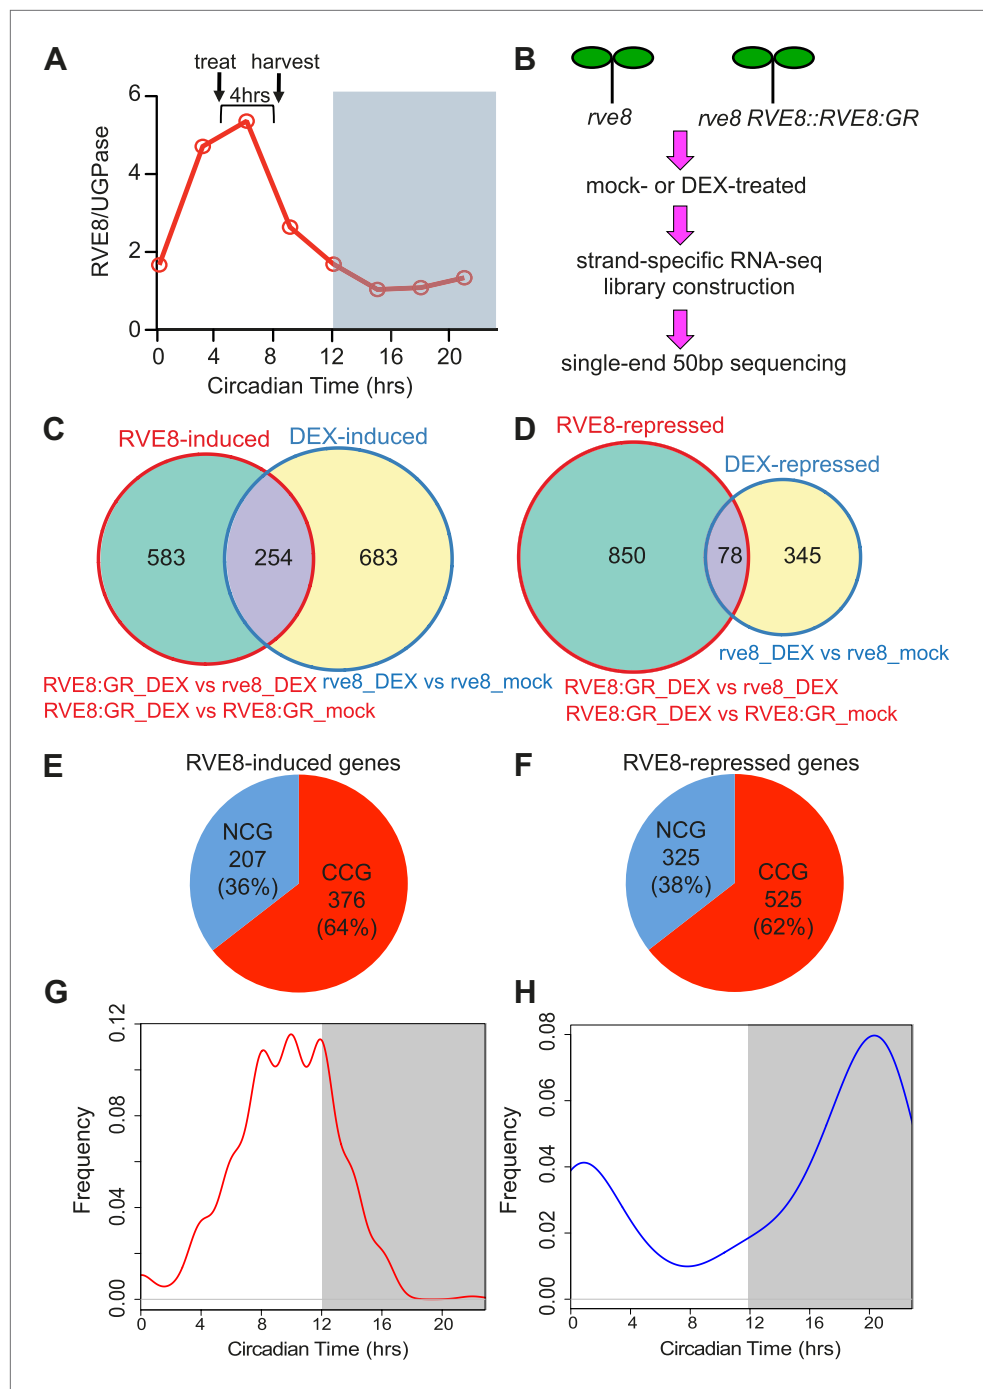 A
treat harvest
4hrs
6
4
2
0
RVE8/UGPase
0 4 8 12 16 20
Circadian Time (hrs)
B
rve8
rve8 RVE8::RVE8:GR
mock- or DEX-treated
strand-specific RNA-seq
library construction
single-end 50bp sequencing
C
RVE8-induced
DEX-induced
583
254
683
RVE8:GR_DEX vs rve8_DEX
RVE8:GR_DEX vs RVE8:GR_mock
rve8_DEX vs rve8_mock
D
RVE8-repressed
DEX-repressed
850
78
345
rve8_DEX vs rve8_mock
RVE8:GR_DEX vs rve8_DEX
RVE8:GR_DEX vs RVE8:GR_mock
E
RVE8-induced genes
NCG
207
(36%)
CCG
376
(64%)
F
RVE8-repressed genes
NCG
325
(38%)
CCG
525
(62%)
G
0.12
0.08
0.04
0.00
Frequency
0 4 8 12 16 20
Circadian Time (hrs)
H
0.08
0.06
0.04
0.02
0.00
Frequency
0 4 8 12 16 20
Circadian Time (hrs)